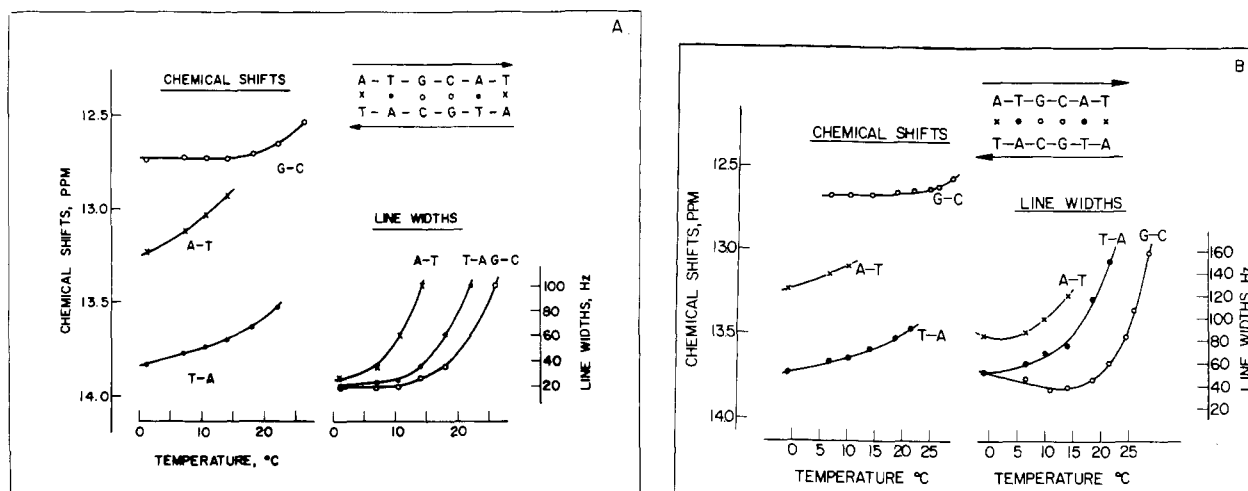 A
CHEMICAL SHIFTS
A-T-G-C-A-T
x • o o • x
T-A-C-G-T-A
12.5
13.0
13.5
14.0
CHEMICAL SHIFTS, PPM
G-C
A-T
T-A
0 10 20
TEMPERATURE, °C
LINE WIDTHS
A-T T-A G-C
100
80
60
40
20
LINE WIDTHS, Hz
0 10 20
B
CHEMICAL SHIFTS
A-T-G-C-A-T
x • o o • x
T-A-C-G-T-A
12.5
13.0
13.5
14.0
CHEMICAL SHIFTS, PPM
G-C
A-T
T-A
0 5 10 15 20 25
TEMPERATURE °C
LINE WIDTHS
T-A G-C
A-T
160
140
120
100
80
60
40
20
LINE WIDTHS, Hz
0 5 10 15 20 25
TEMPERATURE °C